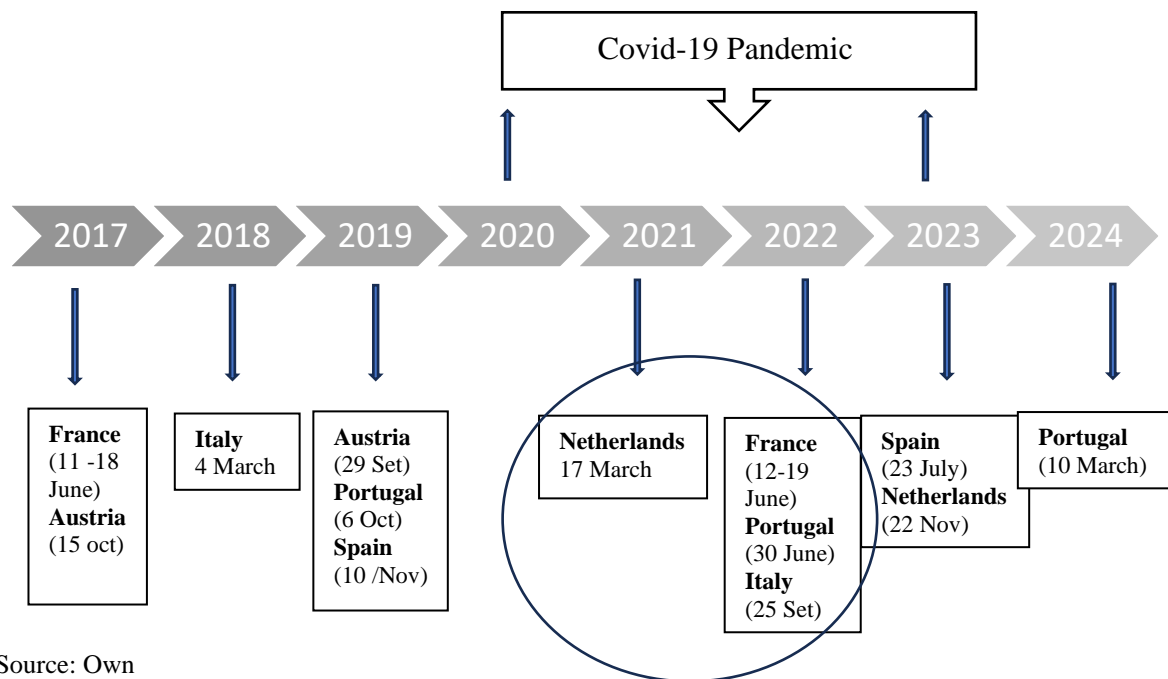 Covid-19 Pandemic
2017
2018
2019
2020
2021
2022
2023
2024
France
(11 -18
June)
Austria
(15 oct)
Italy
4 March
Austria
(29 Set)
Portugal
(6 Oct)
Spain
(10 /Nov)
Netherlands
17 March
France
(12-19
June)
Portugal
(30 June)
Italy
(25 Set)
Spain
(23 July)
Netherlands
(22 Nov)
Portugal
(10 March)
Source: Own